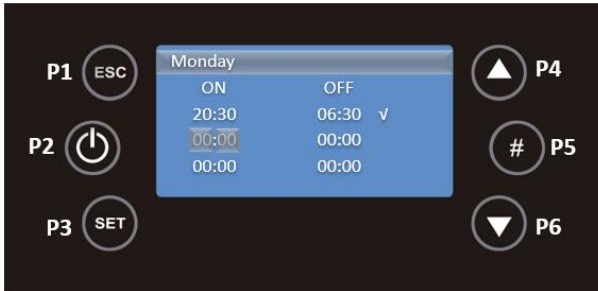 Monday
P1 ESC
P4
ON OFF
20:30 06:30 √
P2
00:00 00:00
# P5
00:00 00:00
P3 SET
P6